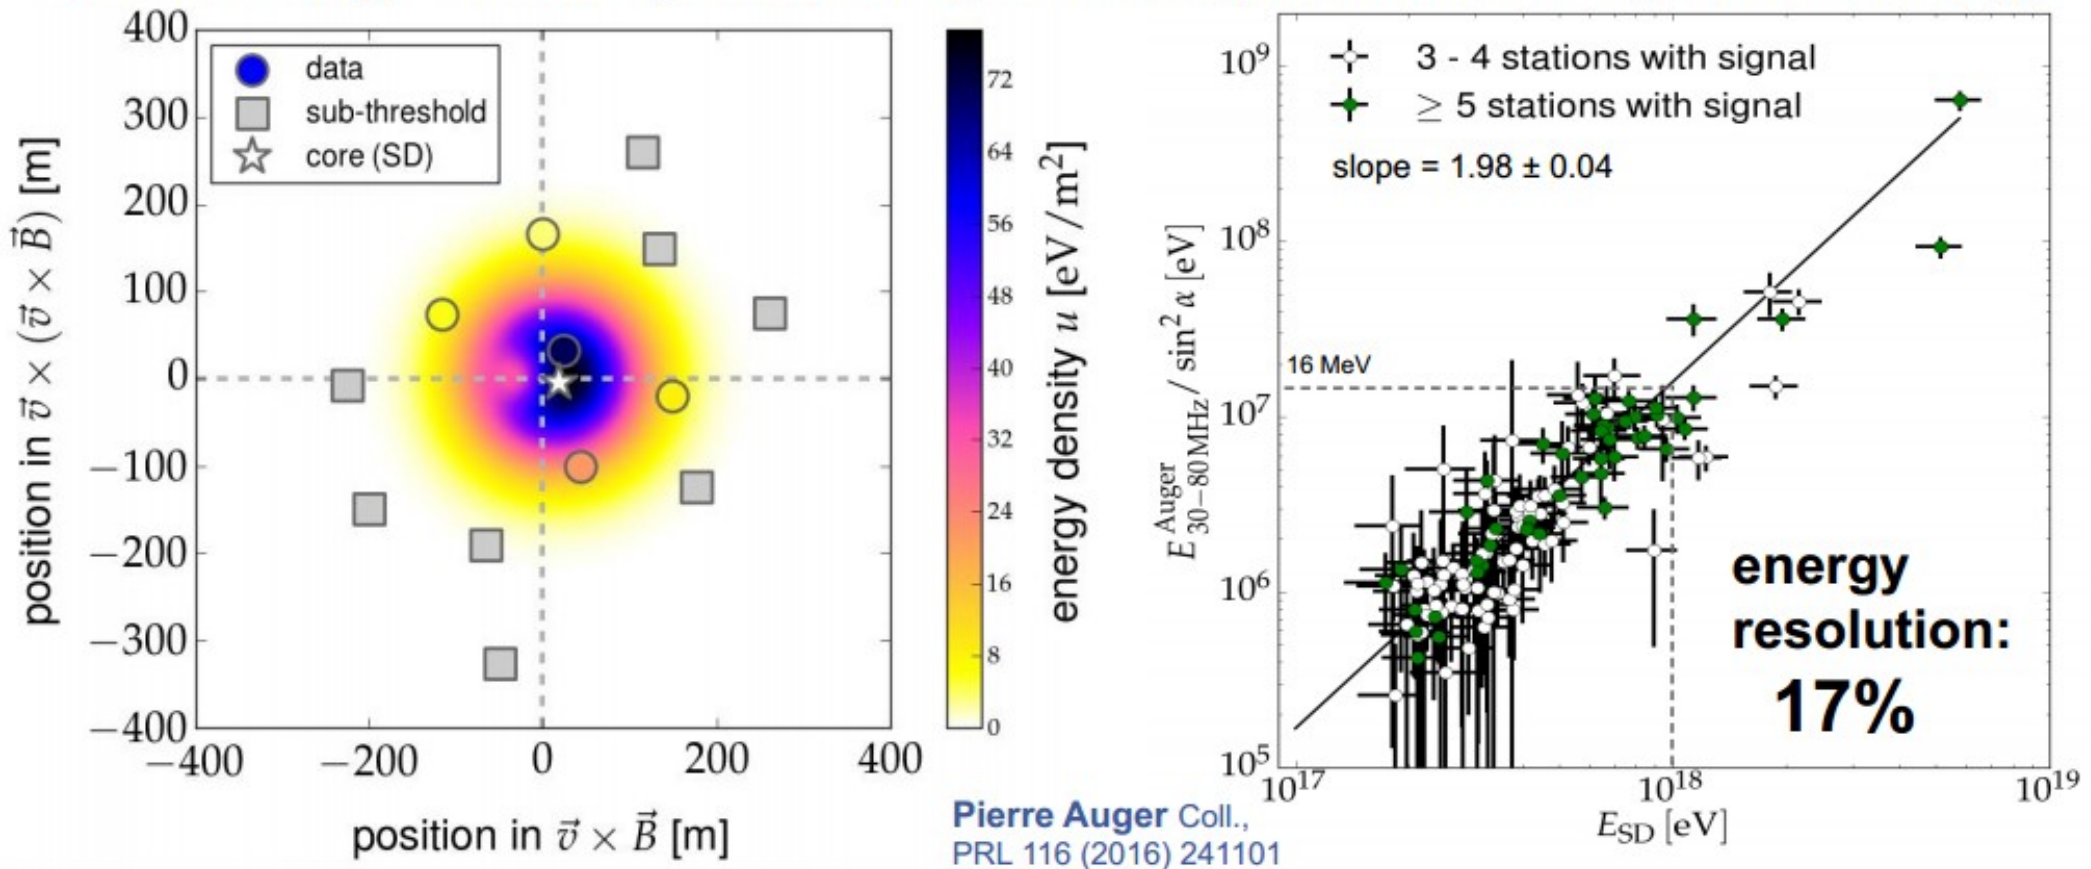 400
300
200
100
0
−100
−200
−300
−400
−400
−200
0
200
400
position in v⃗ × (v⃗ × B⃗) [m]
position in v⃗ × B⃗ [m]
data
sub-threshold
core (SD)
72
64
56
48
40
32
24
16
8
0
energy density u [eV/m²]
Pierre Auger Coll.,
PRL 116 (2016) 241101
3 - 4 stations with signal
≥ 5 stations with signal
slope = 1.98 ± 0.04
16 MeV
10⁹
10⁸
10⁷
10⁶
10⁵
10¹⁷
10¹⁸
10¹⁹
E^Auger_30−80MHz / sin² α [eV]
E_SD [eV]
energy
resolution:
17%